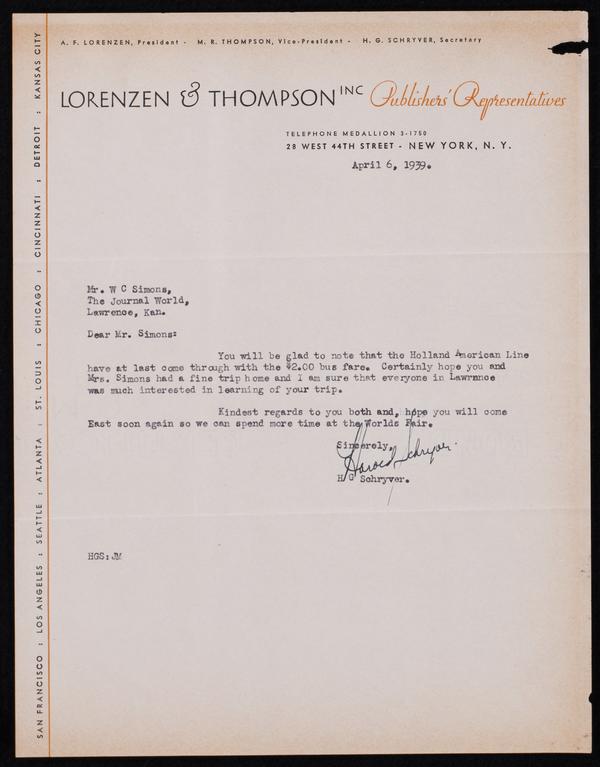 A. F. LORENZEN, President - M. R. THOMPSON, Vice-President - H. G. SCHRYVER, Secretary
LORENZEN & THOMPSON INC Publishers' Representatives
TELEPHONE MEDALLION 3-1750
28 WEST 44TH STREET - NEW YORK, N. Y.
April 6, 1939.
Mr. W C Simons,
The Journal World,
Lawrence, Kan.
Dear Mr. Simons:
You will be glad to note that the Holland American Line
have at last come through with the $2.00 bus fare. Certainly hope you and
Mrs. Simons had a fine trip home and I am sure that everyone in Lawrnnce
was much interested in learning of your trip.
Kindest regards to you both and, hope you will come
East soon again so we can spend more time at the Worlds Fair.
Sincerely,
Harold Schryver.
H G Schryver.
HGS:JM
SAN FRANCISCO : LOS ANGELES : SEATTLE : ATLANTA : ST. LOUIS : CHICAGO : CINCINNATI : DETROIT : KANSAS CITY